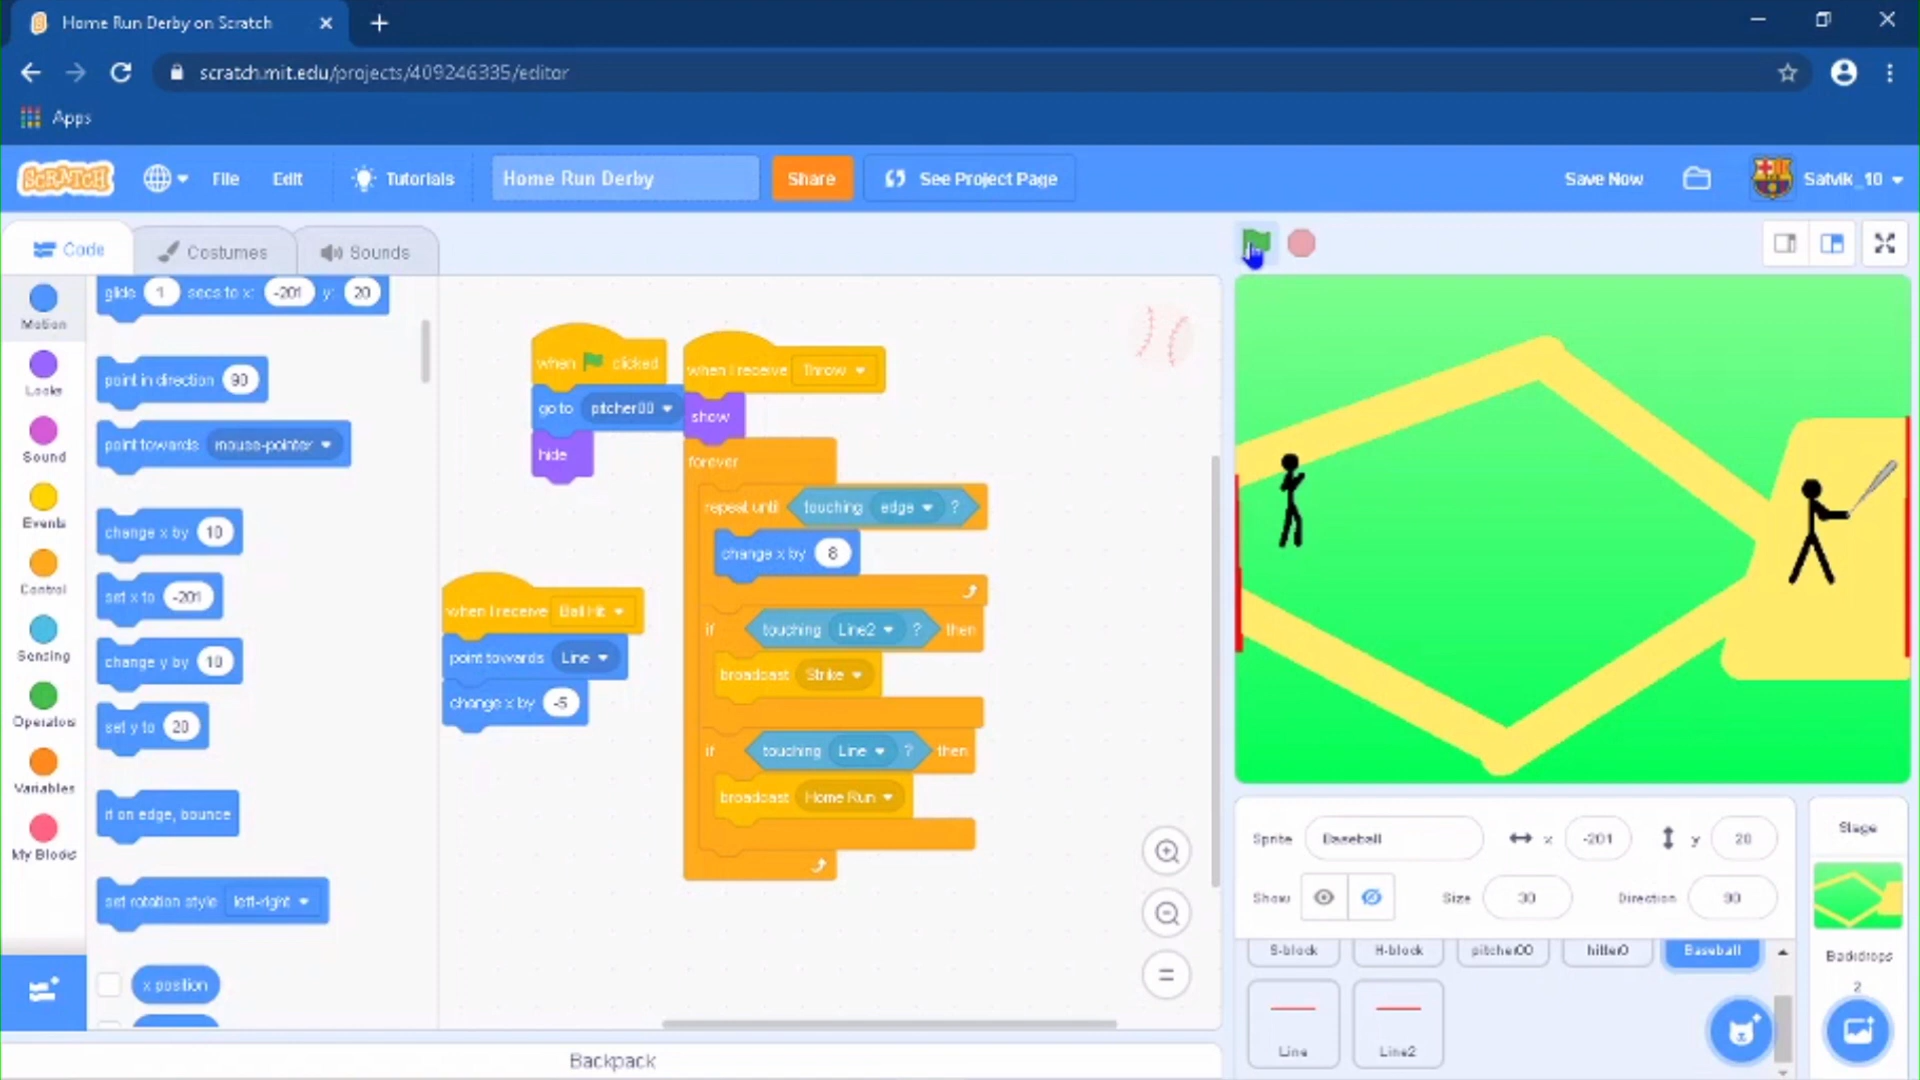 Home Run Derby on Scratch
scratch.mit.edu/projects/409246335/editor
Apps
SCRATCH
File
Edit
Tutorials
Home Run Derby
Share
See Project Page
Save Now
Satvik_10
Code
Costumes
Sounds
Motion
Looks
Sound
Events
Control
Sensing
Operators
Variables
My Blocks
glide 1 secs to x: -201 y: 20
point in direction 90
point towards mouse-pointer
change x by 10
set x to -201
change y by 10
set y to 20
if on edge, bounce
set rotation style left-right
x position
when clicked
go to pitcher00
hide
when I receive Ball Hit
point towards Line
change x by -5
when I receive Throw
show
forever
repeat until touching edge ?
change x by 8
if touching Line2 ? then
broadcast Strike
if touching Line ? then
broadcast Home Run
Backpack
Sprite Baseball x -201 y 20
Show Size 30 Direction 90
S-block H-block pitcher00 hitter0 Baseball
Line Line2
Stage
Backdrops
2